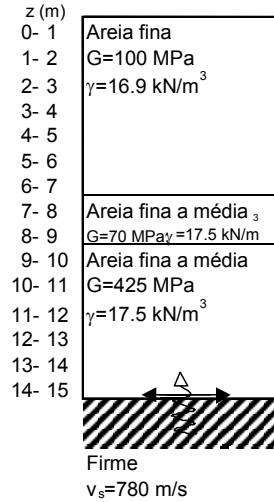 z (m)
0- 1 Areia fina
1- 2 G=100 MPa
2- 3 γ=16.9 kN/m³
3- 4
4- 5
5- 6
6- 7
7- 8 Areia fina a média ₃
8- 9 G=70 MPaγ=17.5 kN/m
9- 10 Areia fina a média
10- 11 G=425 MPa
11- 12 γ=17.5 kN/m³
12- 13
13- 14
14- 15
Firme
vₛ=780 m/s